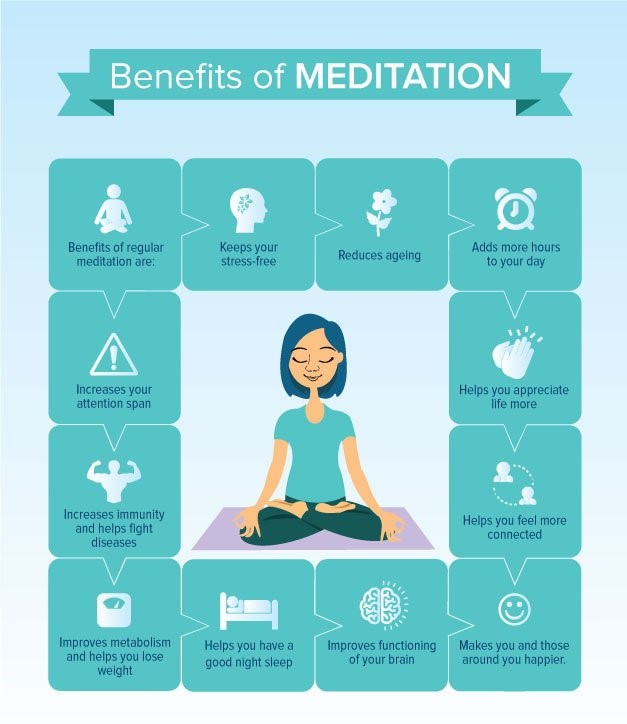 Benefits of MEDITATION
Benefits of regular
meditation are:
Keeps your
stress-free
Reduces ageing
Adds more hours
to your day
Increases your
attention span
Helps you appreciate
life more
Increases immunity
and helps fight
diseases
Helps you feel more
connected
Improves metabolism
and helps you lose
weight
Helps you have a
good night sleep
Improves functioning
of your brain
Makes you and those
around you happier.